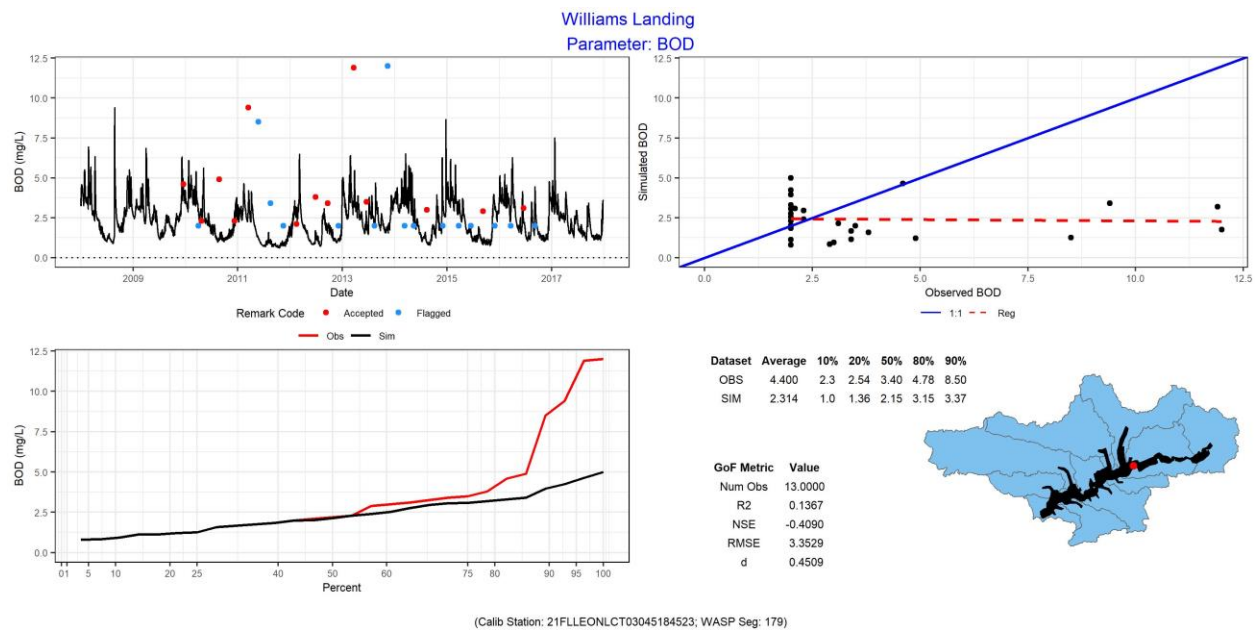 Williams Landing
Parameter: BOD
12.5
10.0
7.5
5.0
2.5
0.0
BOD (mg/L)
2009 2011 2013 2015 2017
Date
Remark Code Accepted Flagged
12.5
10.0
7.5
5.0
2.5
0.0
Simulated BOD
0.0 2.5 5.0 7.5 10.0 12.5
Observed BOD
1:1 Reg
Obs Sim
12.5
10.0
7.5
5.0
2.5
0.0
BOD (mg/L)
01 5 10 20 25 40 50 60 75 80 90 95 100
Percent
Dataset Average 10% 20% 50% 80% 90%
OBS 4.400 2.3 2.54 3.40 4.78 8.50
SIM 2.314 1.0 1.36 2.15 3.15 3.37
GoF Metric Value
Num Obs 13.0000
R2 0.1367
NSE -0.4090
RMSE 3.3529
d 0.4509
(Calib Station: 21FLLEONLCT03045184523; WASP Seg: 179)